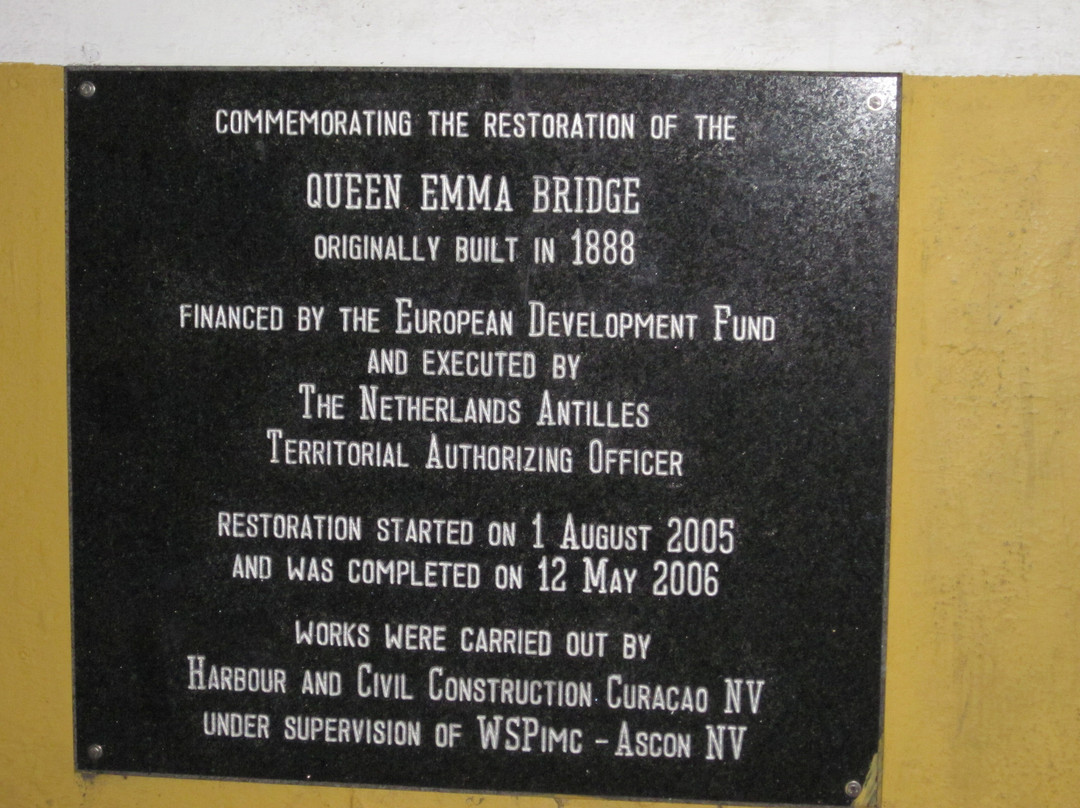 COMMEMORATING THE RESTORATION OF THE
QUEEN EMMA BRIDGE
ORIGINALLY BUILT IN 1888
FINANCED BY THE EUROPEAN DEVELOPMENT FUND
AND EXECUTED BY
THE NETHERLANDS ANTILLES
TERRITORIAL AUTHORIZING OFFICER
RESTORATION STARTED ON 1 AUGUST 2005
AND WAS COMPLETED ON 12 MAY 2006
WORKS WERE CARRIED OUT BY
HARBOUR AND CIVIL CONSTRUCTION CURAÇAO NV
UNDER SUPERVISION OF WSPIMC - ASCON NV